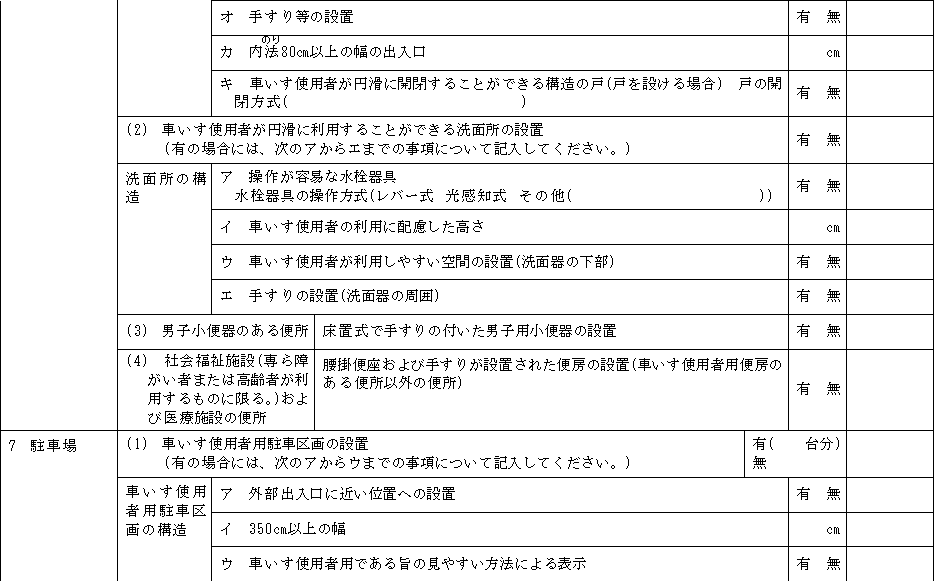 オ　手すり等の設置　有　無
のり
カ　内法80cm以上の幅の出入口　cm
キ　車いす使用者が円滑に開閉することができる構造の戸(戸を設ける場合)　戸の開
閉方式(　　　　　　　　　　　　　　　)　有　無
(2)　車いす使用者が円滑に利用することができる洗面所の設置
(有の場合には、次のアからエまでの事項について記入してください。)　有　無
洗面所の構
造
ア　操作が容易な水栓器具
水栓器具の操作方式(レバー式　光感知式　その他(　　　　　　　　　　　　))　有　無
イ　車いす使用者の利用に配慮した高さ　cm
ウ　車いす使用者が利用しやすい空間の設置(洗面器の下部)　有　無
エ　手すりの設置(洗面器の周囲)　有　無
(3)　男子小便器のある便所　床置式で手すりの付いた男子用小便器の設置　有　無
(4)　社会福祉施設(専ら障
がい者または高齢者が利
用するものに限る。)およ
び医療施設の便所
腰掛便座および手すりが設置された便房の設置(車いす使用者用便房の
ある便所以外の便所)　有　無
7　駐車場
(1)　車いす使用者用駐車区画の設置
(有の場合には、次のアからウまでの事項について記入してください。)
有(　　台分)
無
車いす使用
者用駐車区
画の構造
ア　外部出入口に近い位置への設置　有　無
イ　350cm以上の幅　cm
ウ　車いす使用者用である旨の見やすい方法による表示　有　無